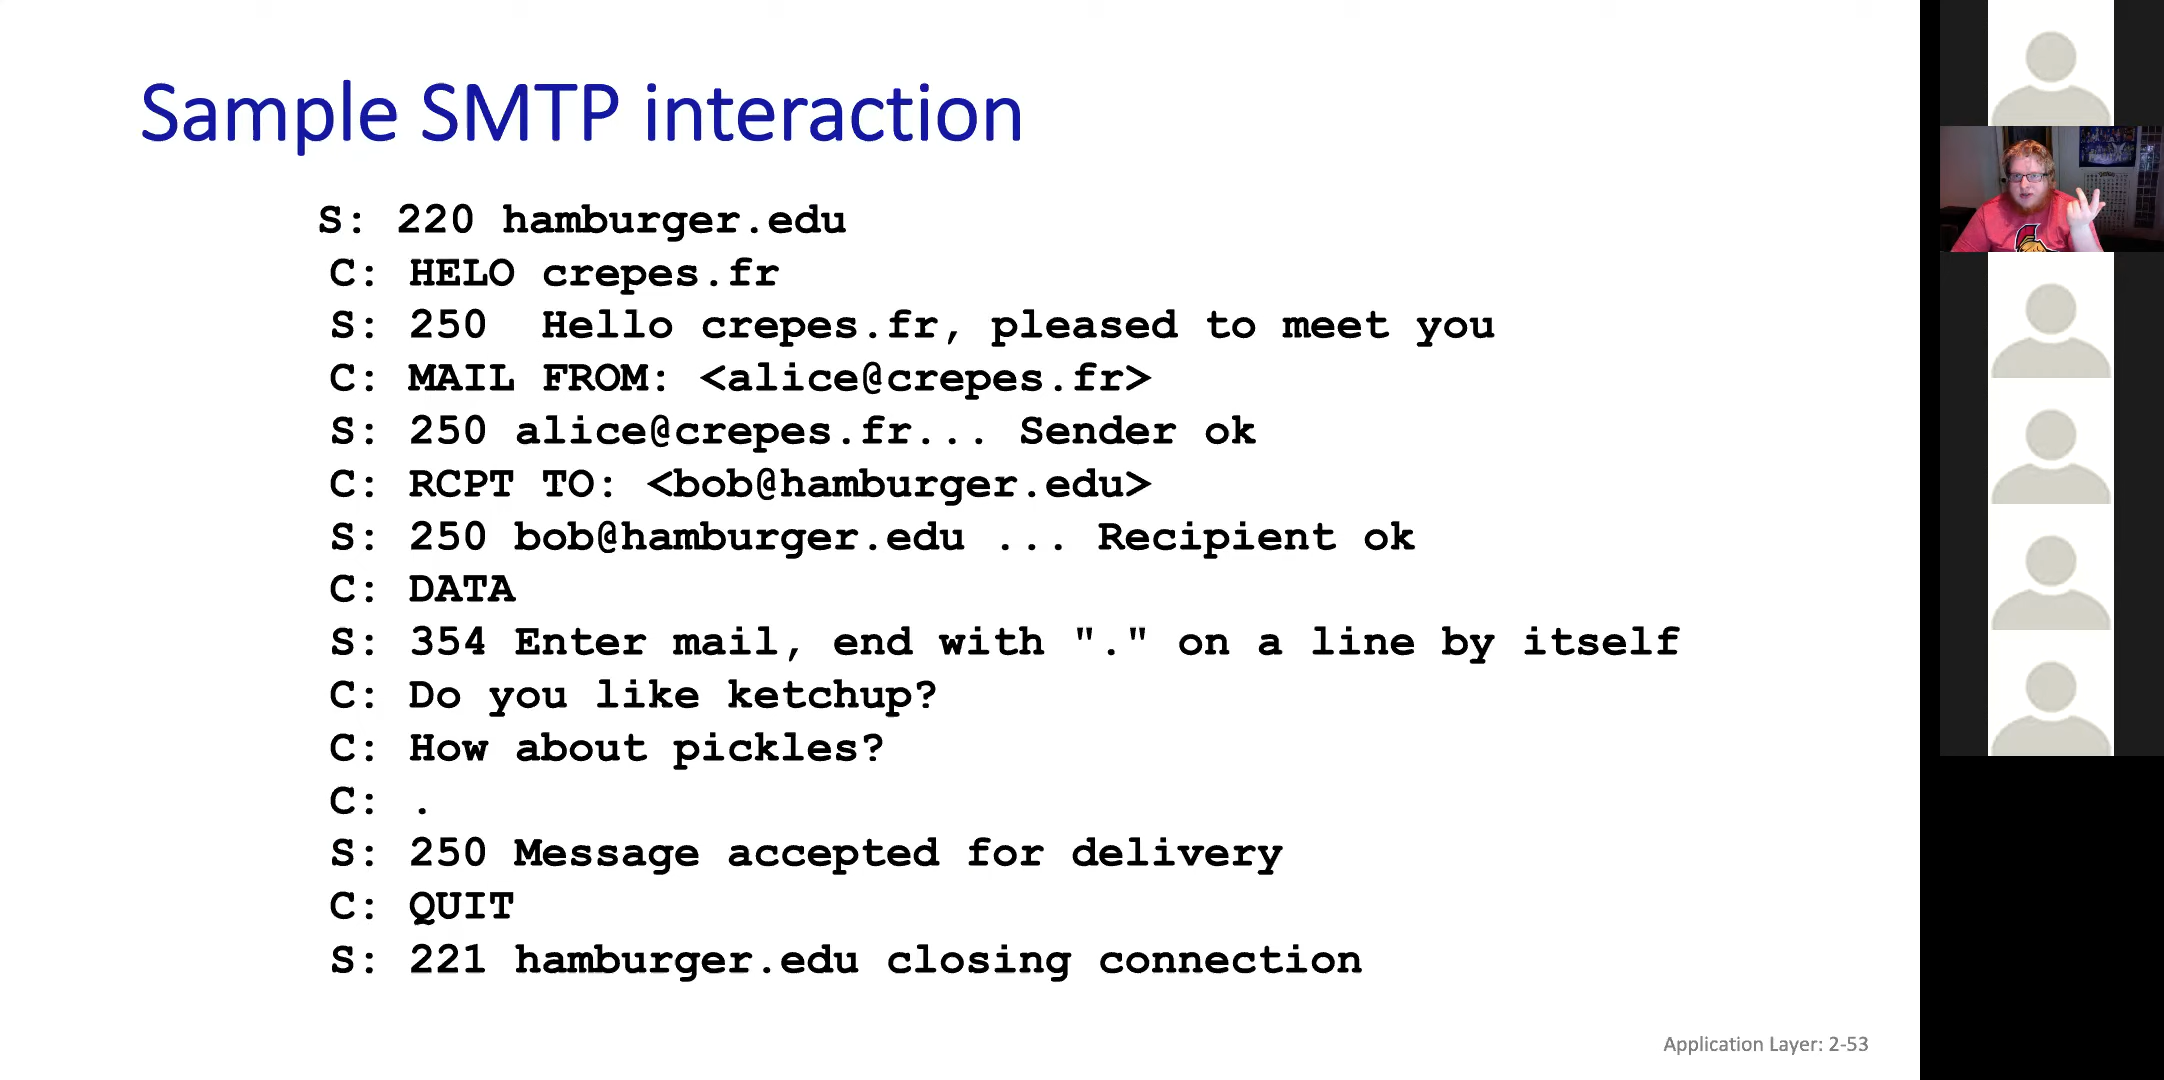 Sample SMTP interaction
S: 220 hamburger.edu
C: HELO crepes.fr
S: 250  Hello crepes.fr, pleased to meet you
C: MAIL FROM: <alice@crepes.fr>
S: 250 alice@crepes.fr... Sender ok
C: RCPT TO: <bob@hamburger.edu>
S: 250 bob@hamburger.edu ... Recipient ok
C: DATA
S: 354 Enter mail, end with "." on a line by itself
C: Do you like ketchup?
C: How about pickles?
C: .
S: 250 Message accepted for delivery
C: QUIT
S: 221 hamburger.edu closing connection
Application Layer: 2-53